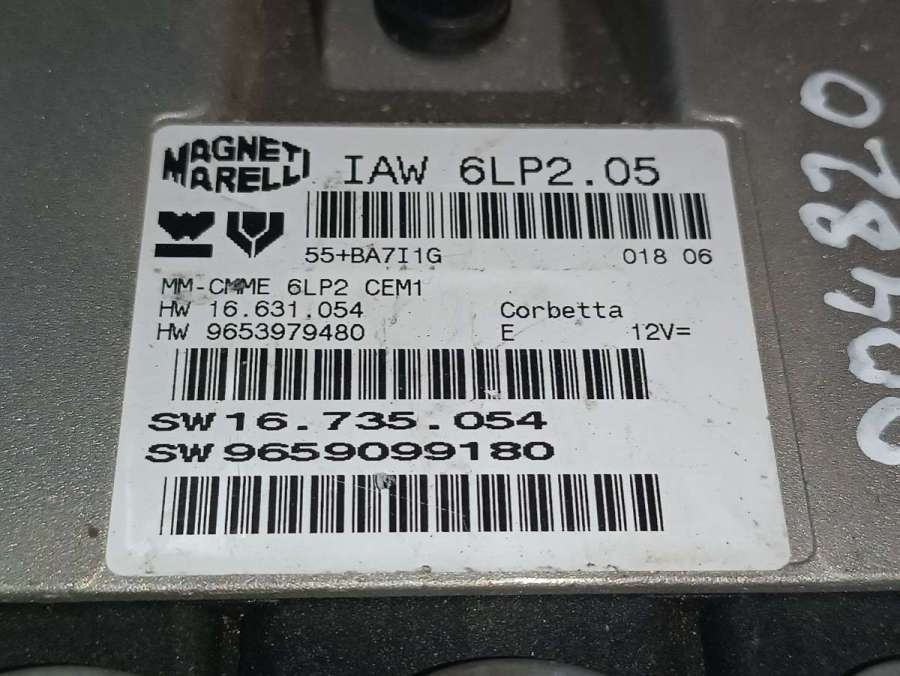 MAGNETI MARELLI
IAW 6LP2.05
55+BA7I1G 018 06
MM-CMME 6LP2 CEM1
HW 16.631.054 Corbetta
HW 9653979480 E 12V=
SW 16.735.054
SW 9659099180
004820